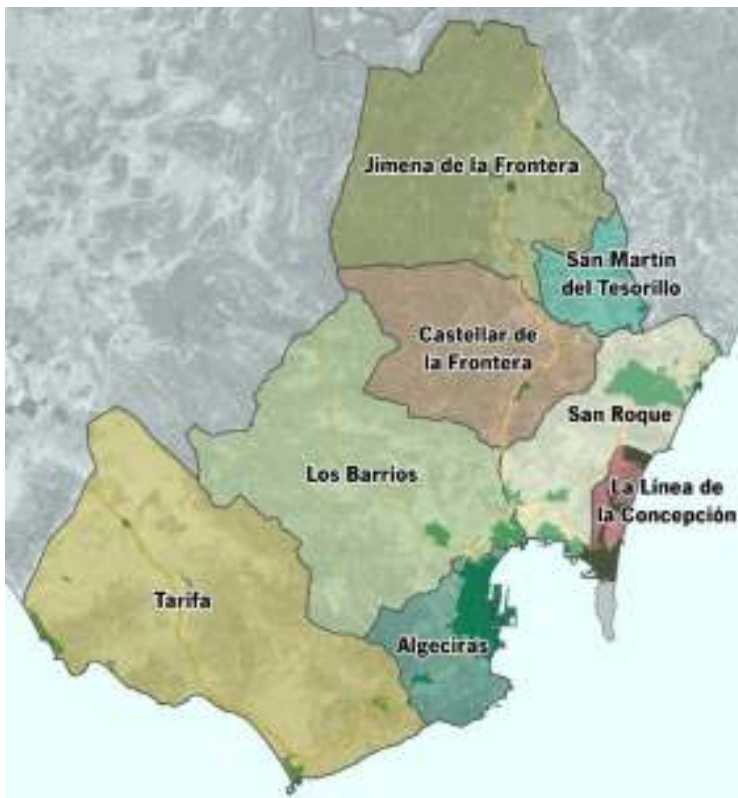 Jimena de la Frontera
San Martín
del Tesorillo
Castellar de
la Frontera
San Roque
Los Barrios
La Línea de
la Concepción
Tarifa
Algeciras